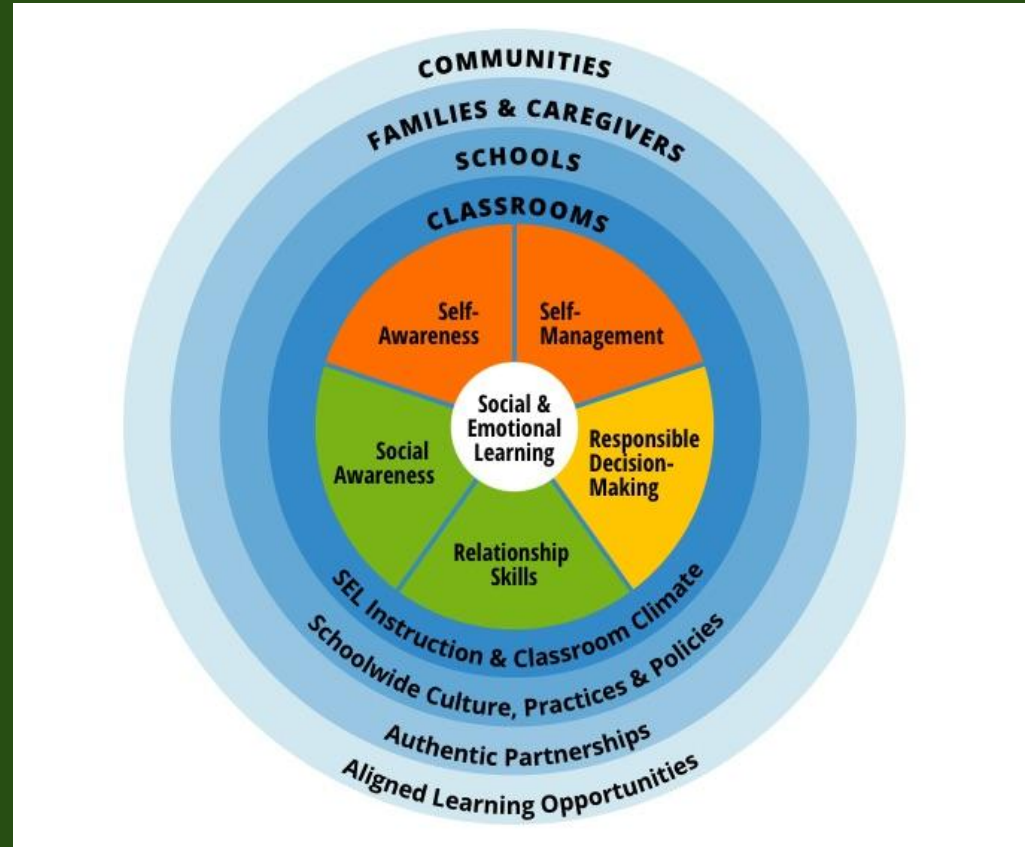 COMMUNITIES
FAMILIES & CAREGIVERS
SCHOOLS
CLASSROOMS
Self-
Awareness
Self-
Management
Social &
Emotional
Learning
Social
Awareness
Responsible
Decision-
Making
Relationship
Skills
SEL Instruction & Classroom Climate
Schoolwide Culture, Practices & Policies
Authentic Partnerships
Aligned Learning Opportunities